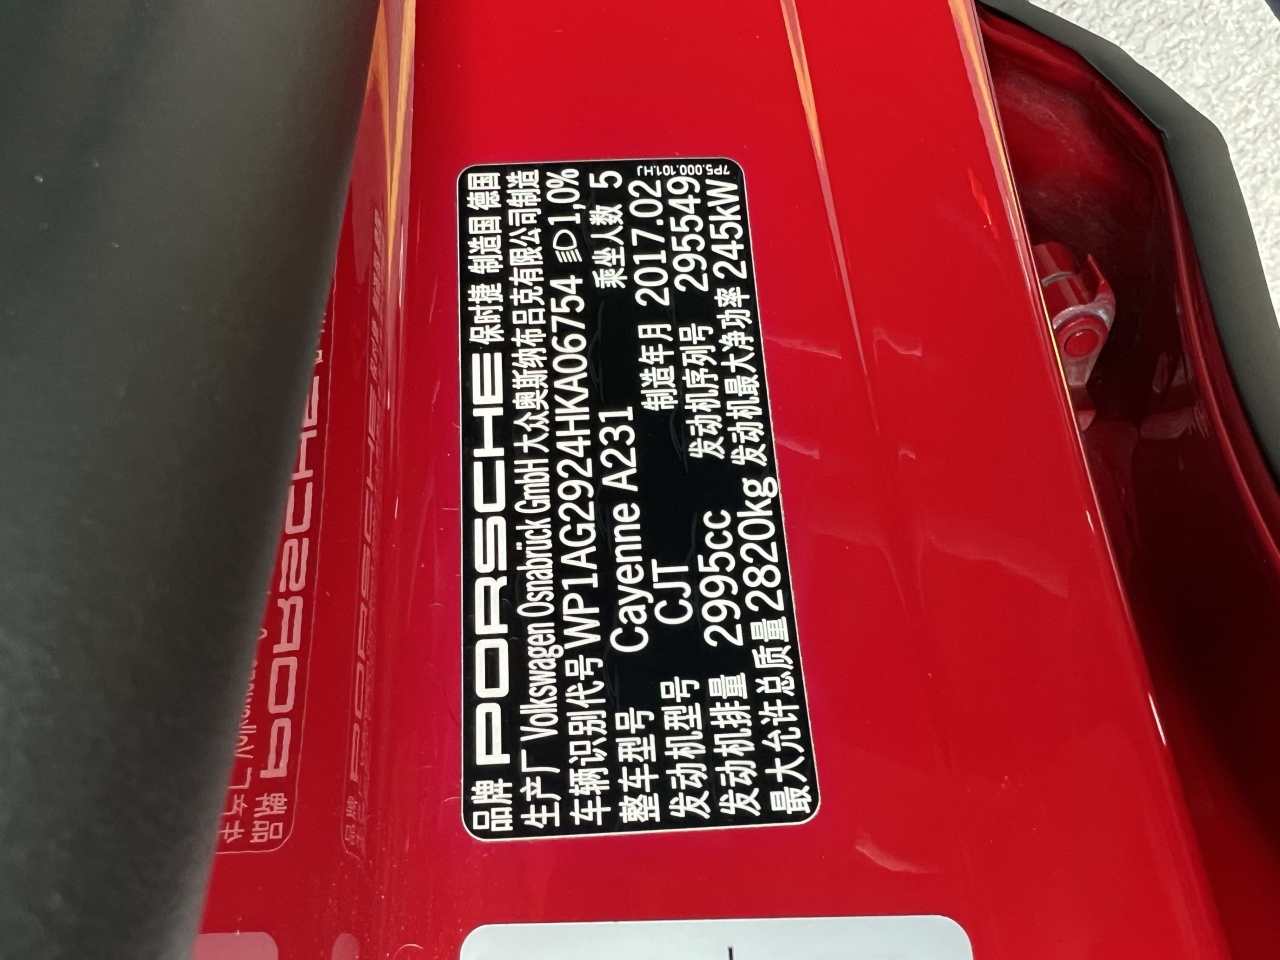 品牌 PORSCHE 保时捷 制造国 德国
生产厂 Volkswagen Osnabrück GmbH 大众奥斯纳布吕克有限公司制造
车辆识别代号 WP1AG2924HKA06754 1,0%
整车型号 Cayenne A231 乘坐人数 5
发动机型号 CJT 制造年月 2017.02
发动机排量 2995cc 发动机序列号 295549
最大允许总质量 2820kg 发动机最大净功率 245kW
7P5.000.101.HJ